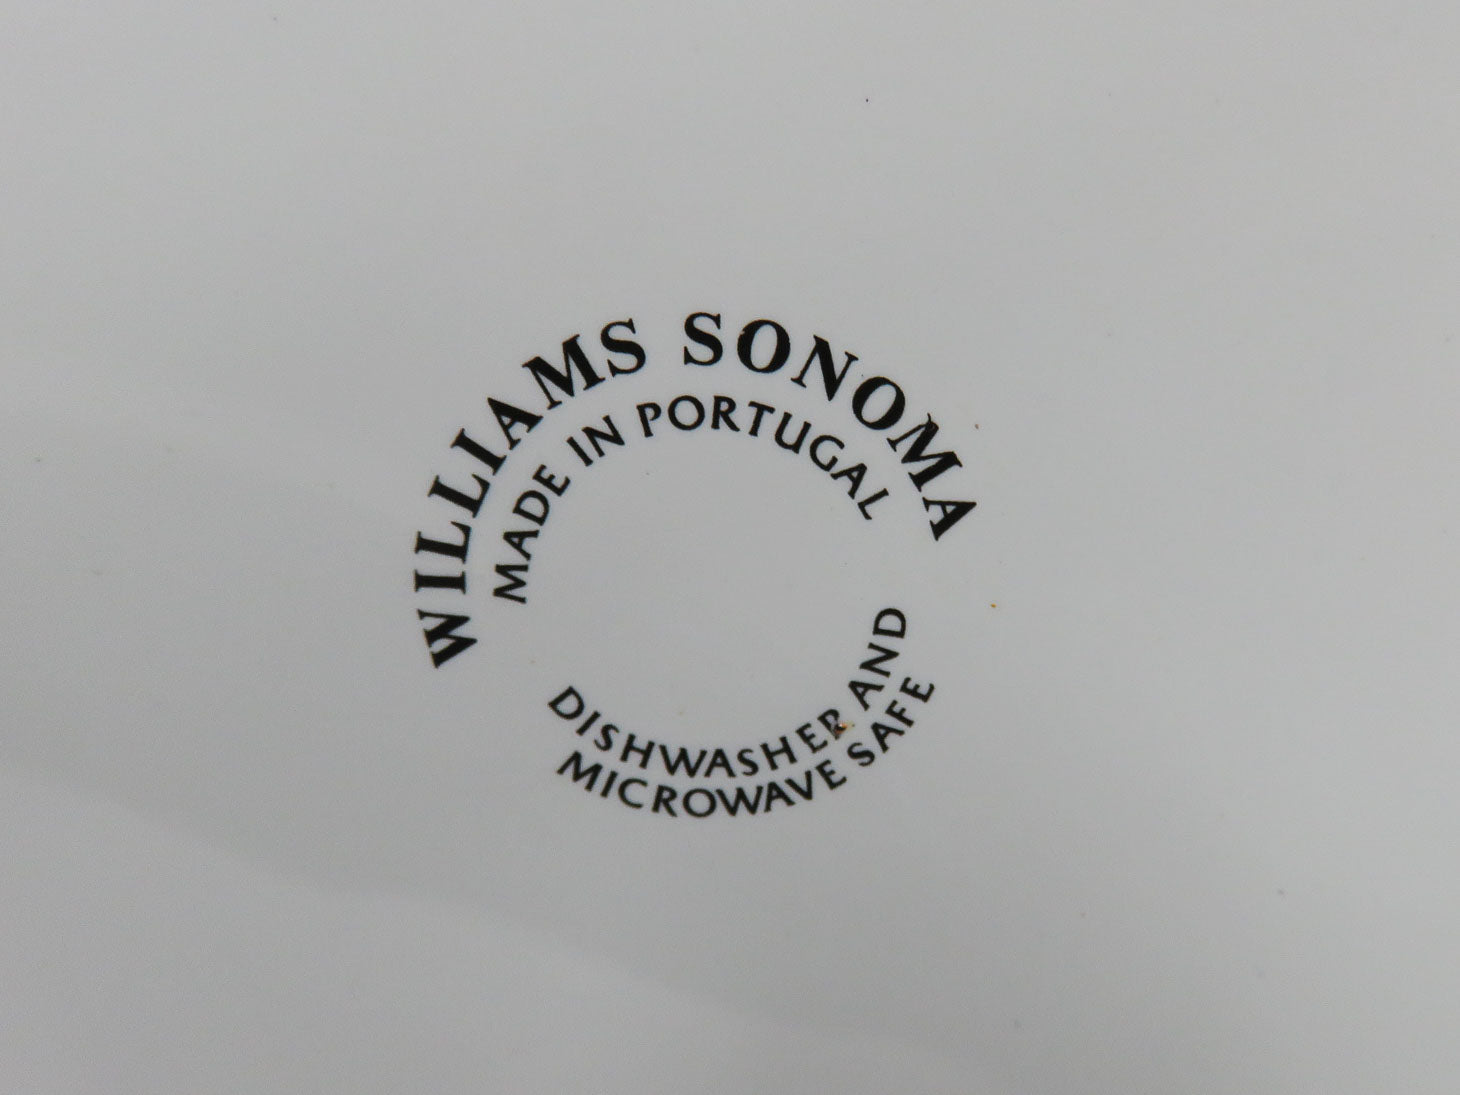 WILLIAMS SONOMA
MADE IN PORTUGAL
DISHWASHER AND
MICROWAVE SAFE